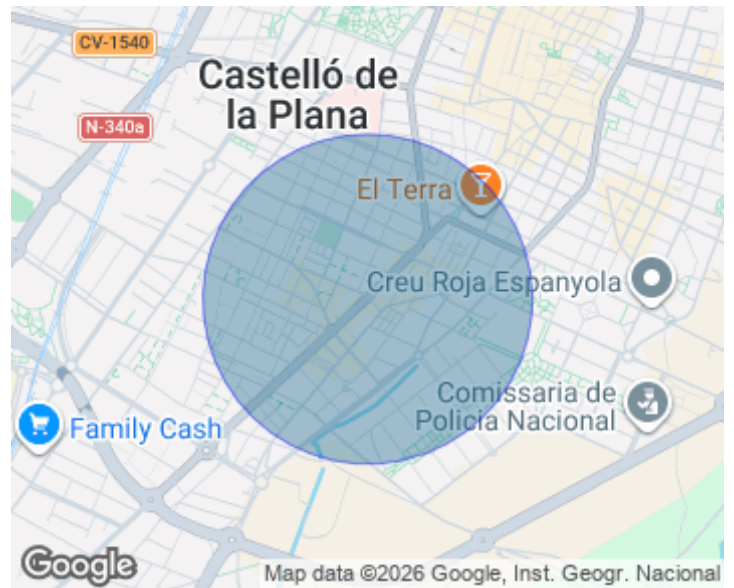 CV-1540
Castelló de
la Plana
N-340a
El Terra
Creu Roja Espanyola
Comissaria de
Policía Nacional
Family Cash
Google
Map data ©2026 Google, Inst. Geogr. Nacional